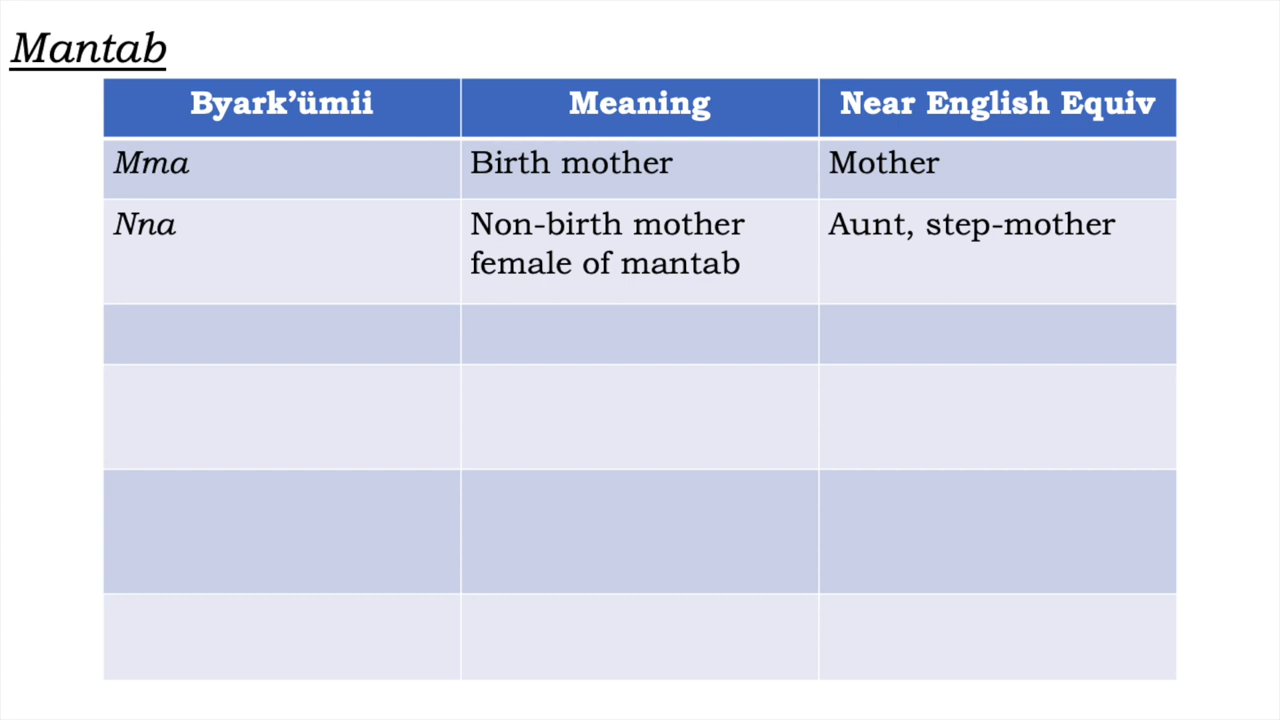 Mantab
Byark’ümii Meaning Near English Equiv
Mma Birth mother Mother
Nna Non-birth mother Aunt, step-mother
female of mantab